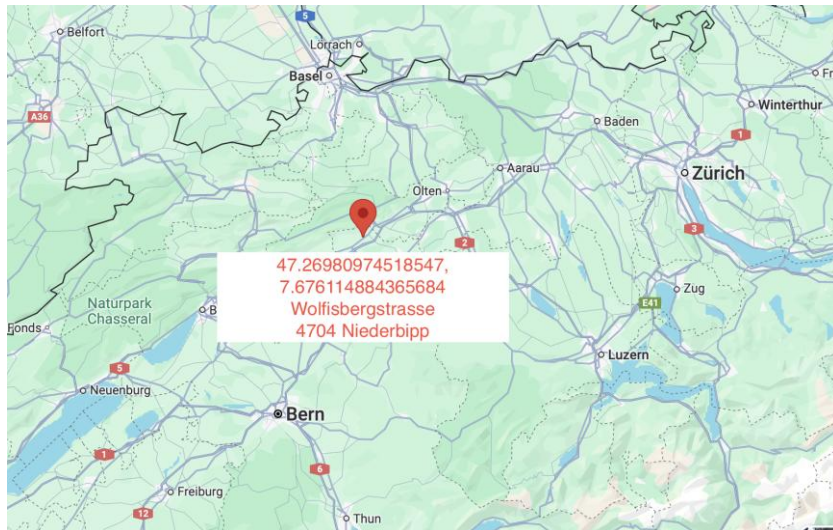 Belfort
5
Lörrach
Basel
Fr
Winterthur
A36
Baden
1
Aarau
Zürich
Olten
2
3
47.26980974518547,
7.676114884365684
Wolfisbergstrasse
4704 Niederbipp
Naturpark
Chasseral
B
Fonds
E41
Zug
Luzern
5
Neuenburg
Bern
1
6
Freiburg
12
Thun